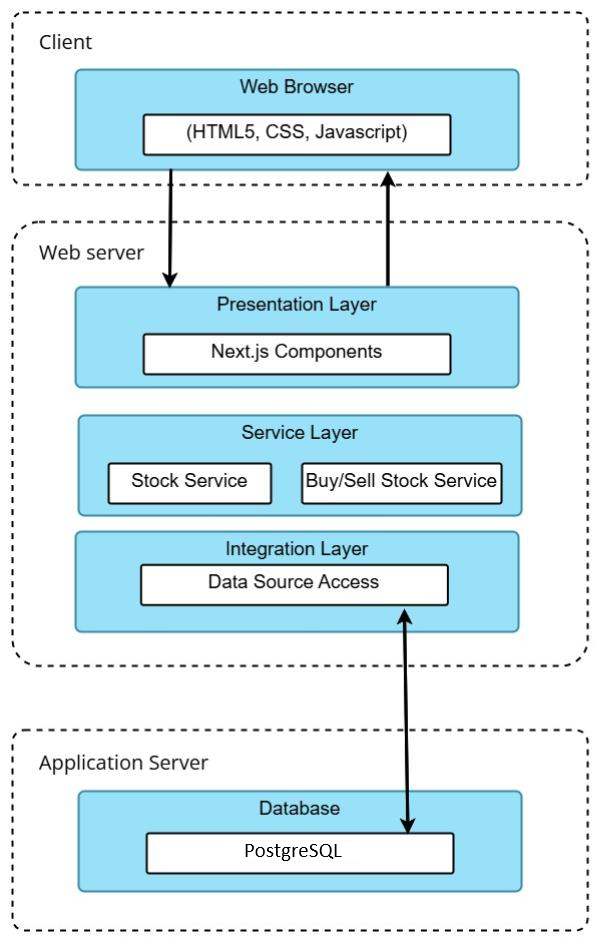 Client
Web Browser
(HTML5, CSS, Javascript)
Web server
Presentation Layer
Next.js Components
Service Layer
Stock Service
Buy/Sell Stock Service
Integration Layer
Data Source Access
Application Server
Database
PostgreSQL